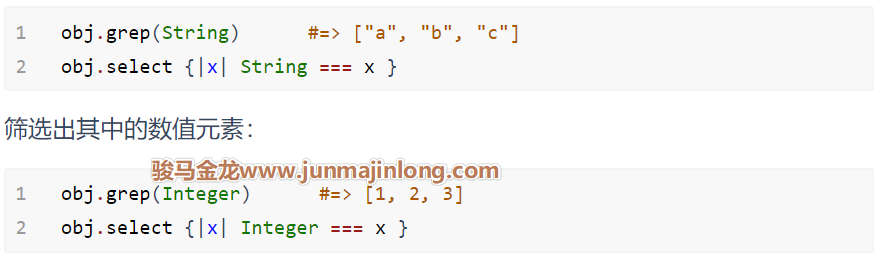 1 obj.grep(String)      #=> ["a", "b", "c"]
2 obj.select {|x| String === x }
筛选出其中的数值元素：
骏马金龙www.junmajinlong.com
1 obj.grep(Integer)      #=> [1, 2, 3]
2 obj.select {|x| Integer === x }